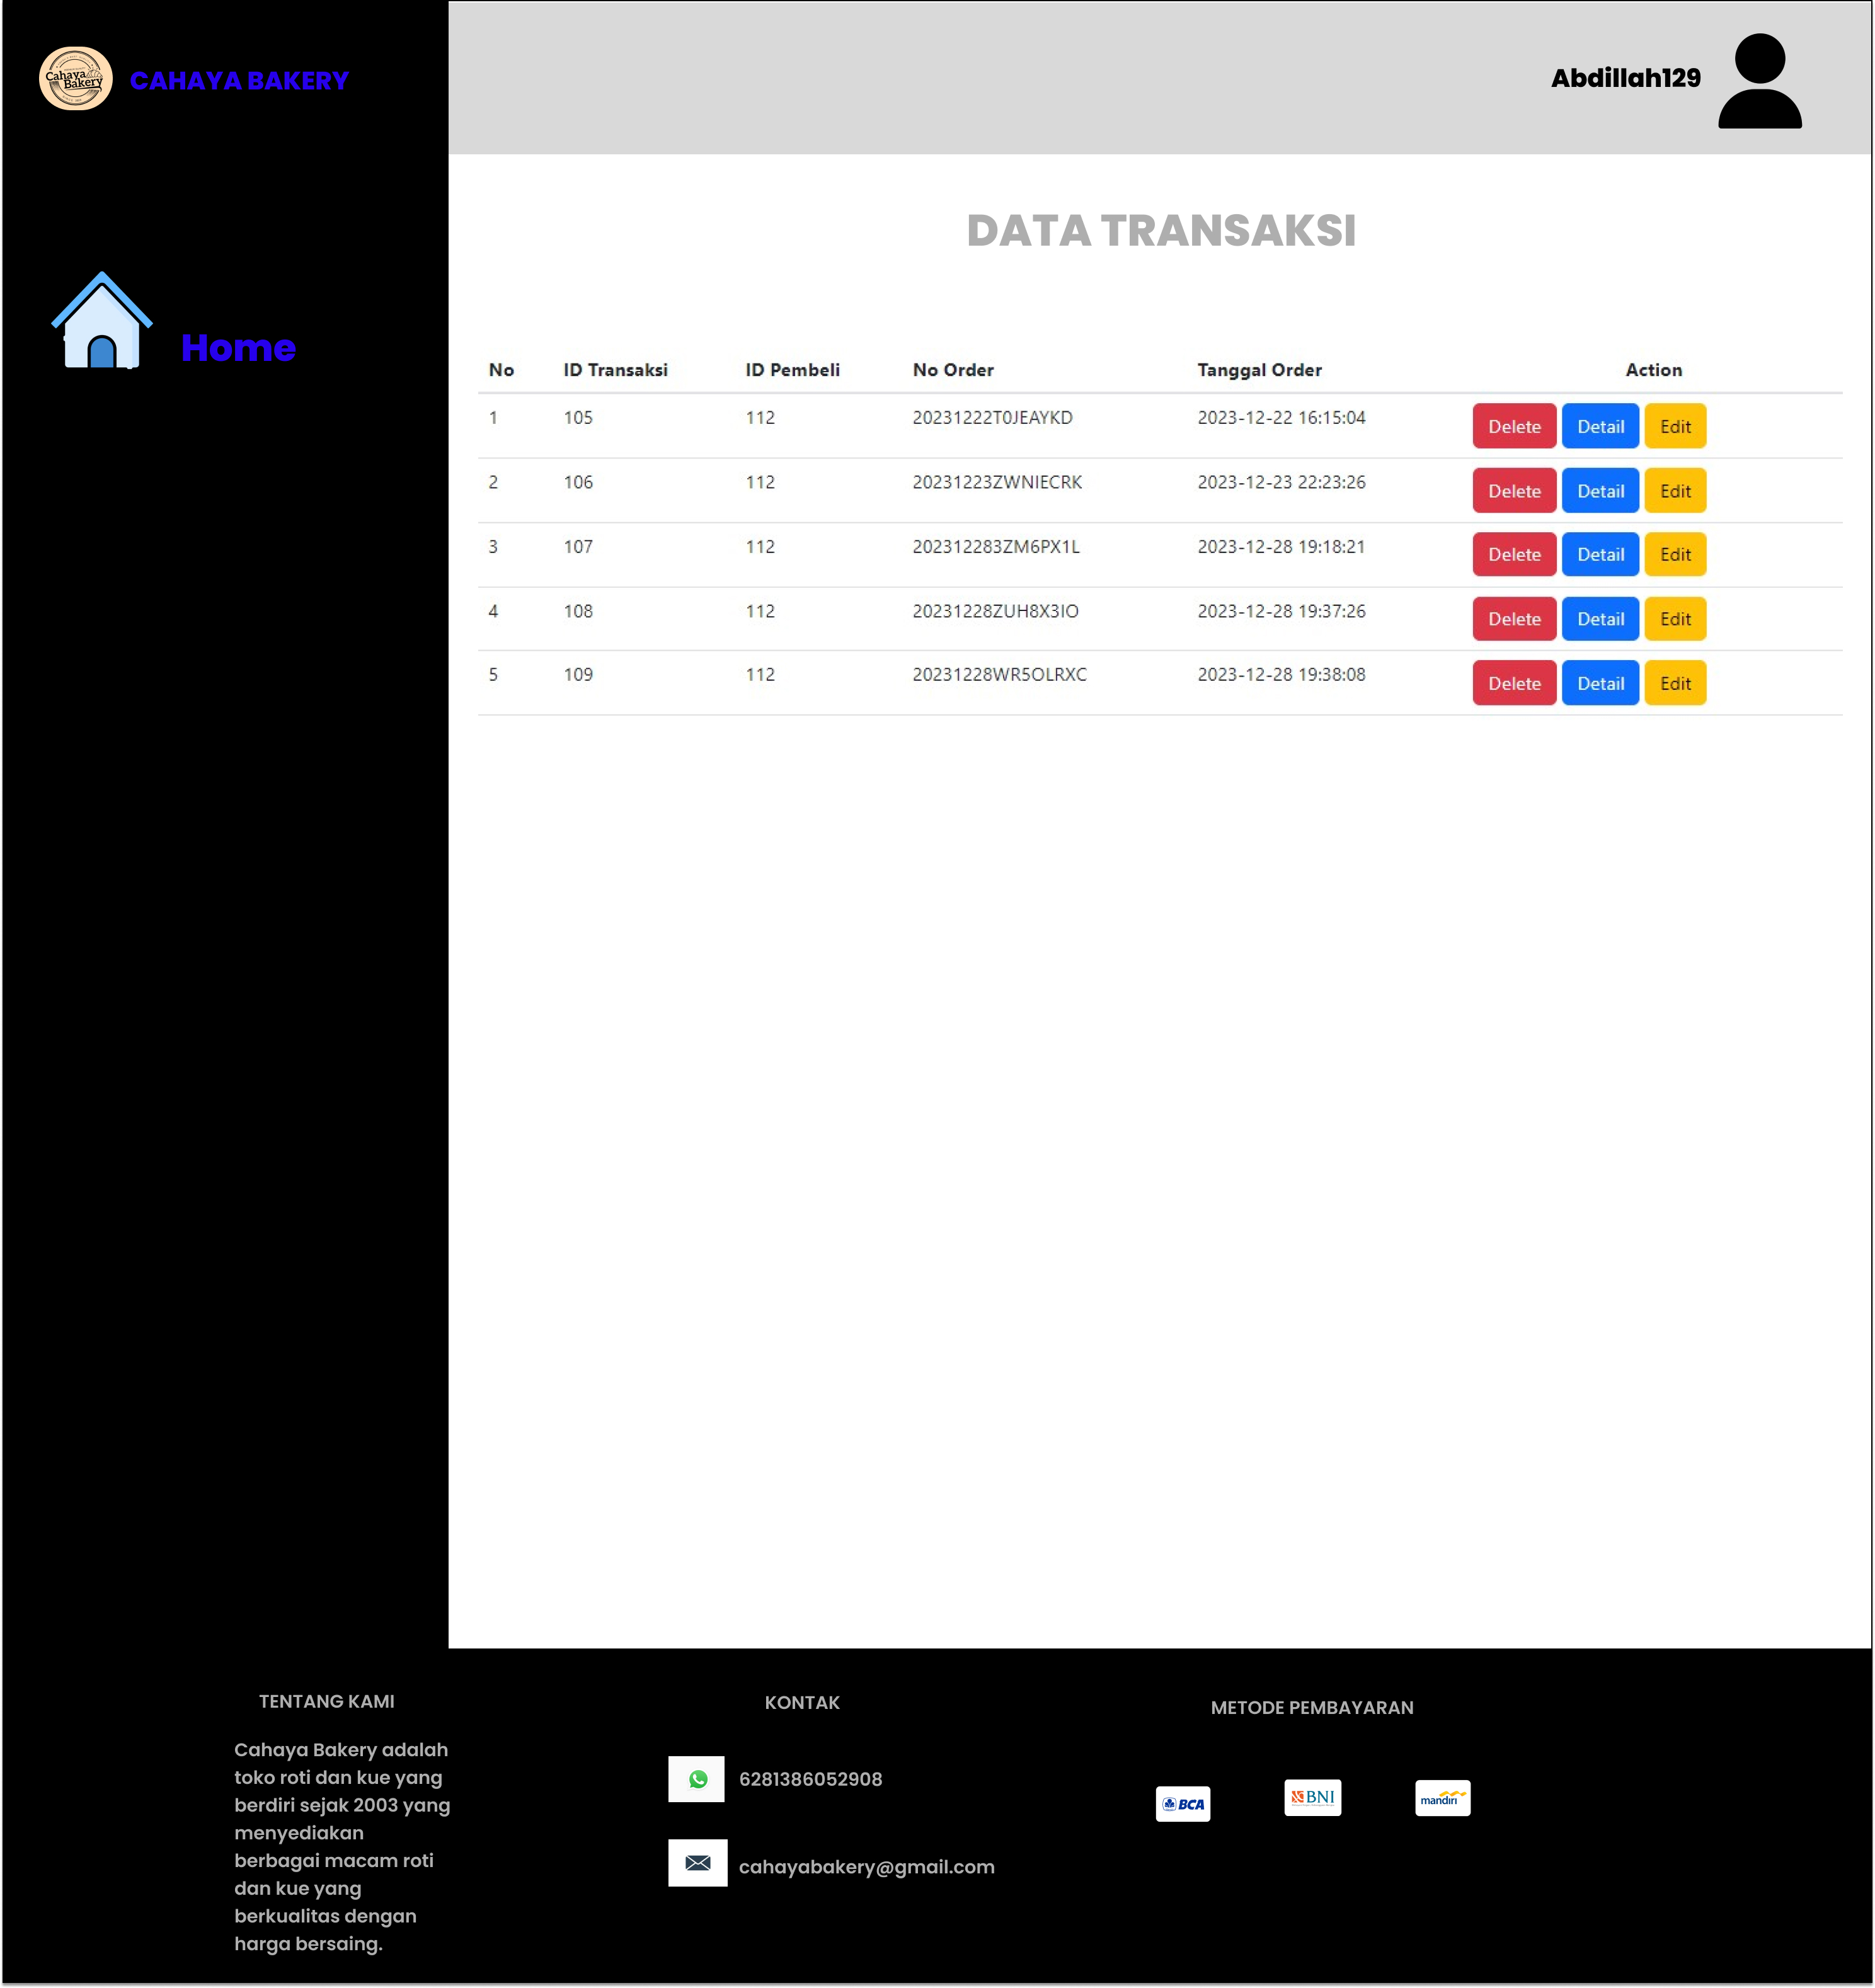 Cahaya
Bakery
CAHAYA BAKERY
Abdillah129
Home
DATA TRANSAKSI
No ID Transaksi ID Pembeli No Order Tanggal Order Action
1 105 112 20231222T0JEAYKD 2023-12-22 16:15:04 Delete Detail Edit
2 106 112 20231223ZWNIECRK 2023-12-23 22:23:26 Delete Detail Edit
3 107 112 202312283ZM6PX1L 2023-12-28 19:18:21 Delete Detail Edit
4 108 112 20231228ZUH8X3IO 2023-12-28 19:37:26 Delete Detail Edit
5 109 112 20231228WR5OLRXC 2023-12-28 19:38:08 Delete Detail Edit
TENTANG KAMI
Cahaya Bakery adalah
toko roti dan kue yang
berdiri sejak 2003 yang
menyediakan
berbagai macam roti
dan kue yang
berkualitas dengan
harga bersaing.
KONTAK
6281386052908
cahayabakery@gmail.com
METODE PEMBAYARAN
BCA
BNI
mandiri